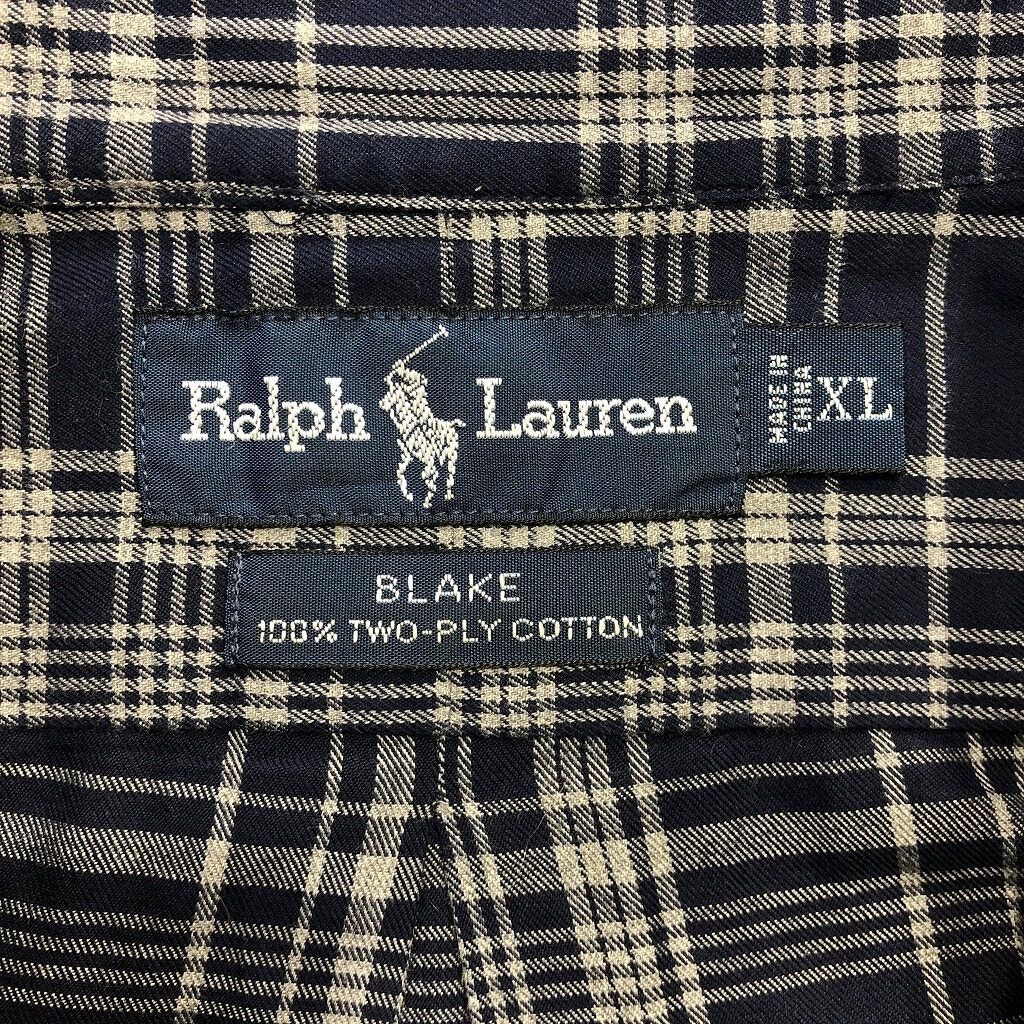 Ralph Lauren
MADE IN
CHINA
XL
BLAKE
100% TWO-PLY COTTON